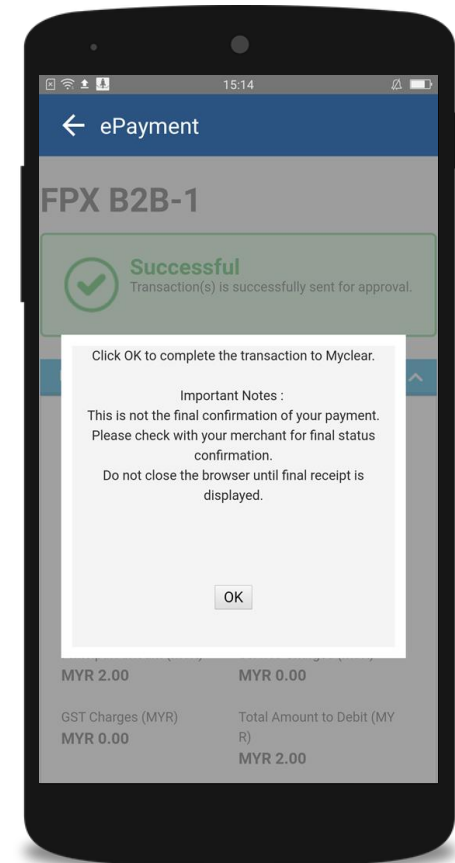 15:14
ePayment
FPX B2B-1
Successful
Transaction(s) is successfully sent for approval.
Click OK to complete the transaction to Myclear.
Important Notes :
This is not the final confirmation of your payment.
Please check with your merchant for final status
confirmation.
Do not close the browser until final receipt is
displayed.
OK
MYR 2.00
MYR 0.00
GST Charges (MYR)
MYR 0.00
Total Amount to Debit (MY
R)
MYR 2.00